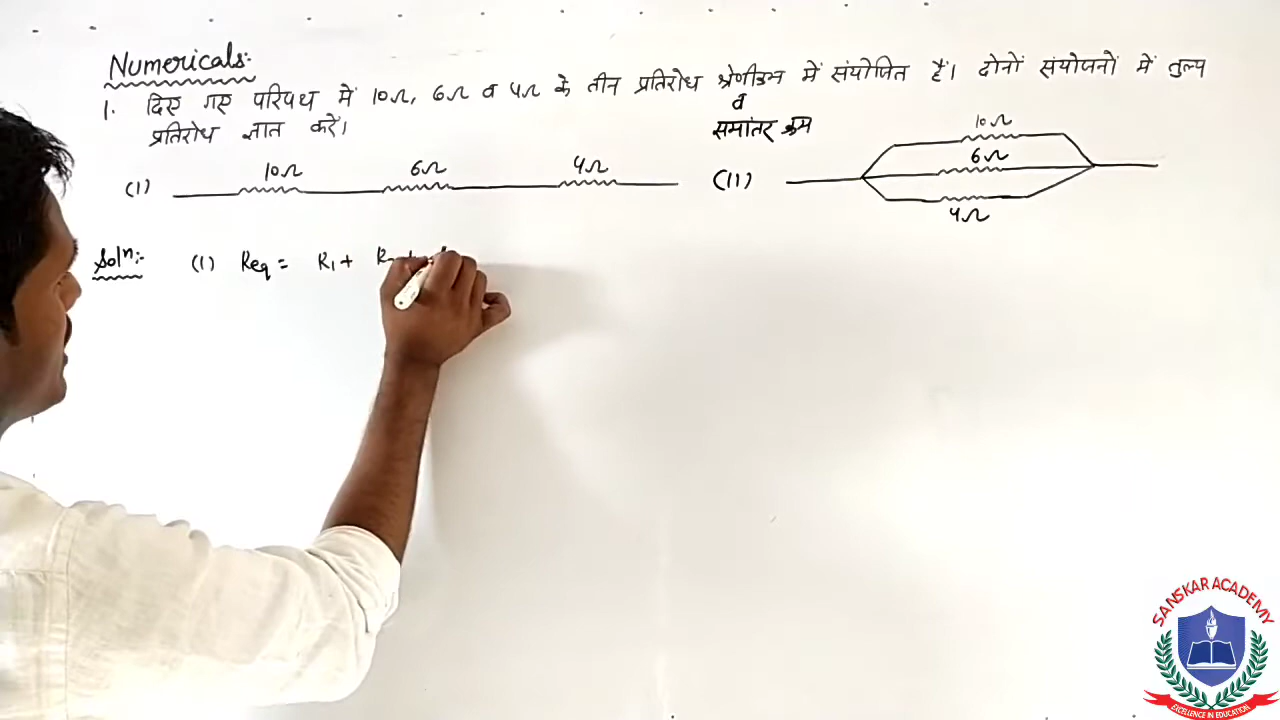 Numericals:
1. दिए गए परिपथ में 10Ω, 6Ω व 4Ω के तीन प्रतिरोध श्रेणीक्रम में संयोजित हैं। दोनों संयोजनों में तुल्य
व
प्रतिरोध ज्ञात करें।
समांतर क्रम
(I) 10Ω 6Ω 4Ω
(II) 10Ω
6Ω
4Ω
Solⁿ:- (I) Req = R₁ +
SANSKAR ACADEMY
EXCELLENCE IN EDUCATION